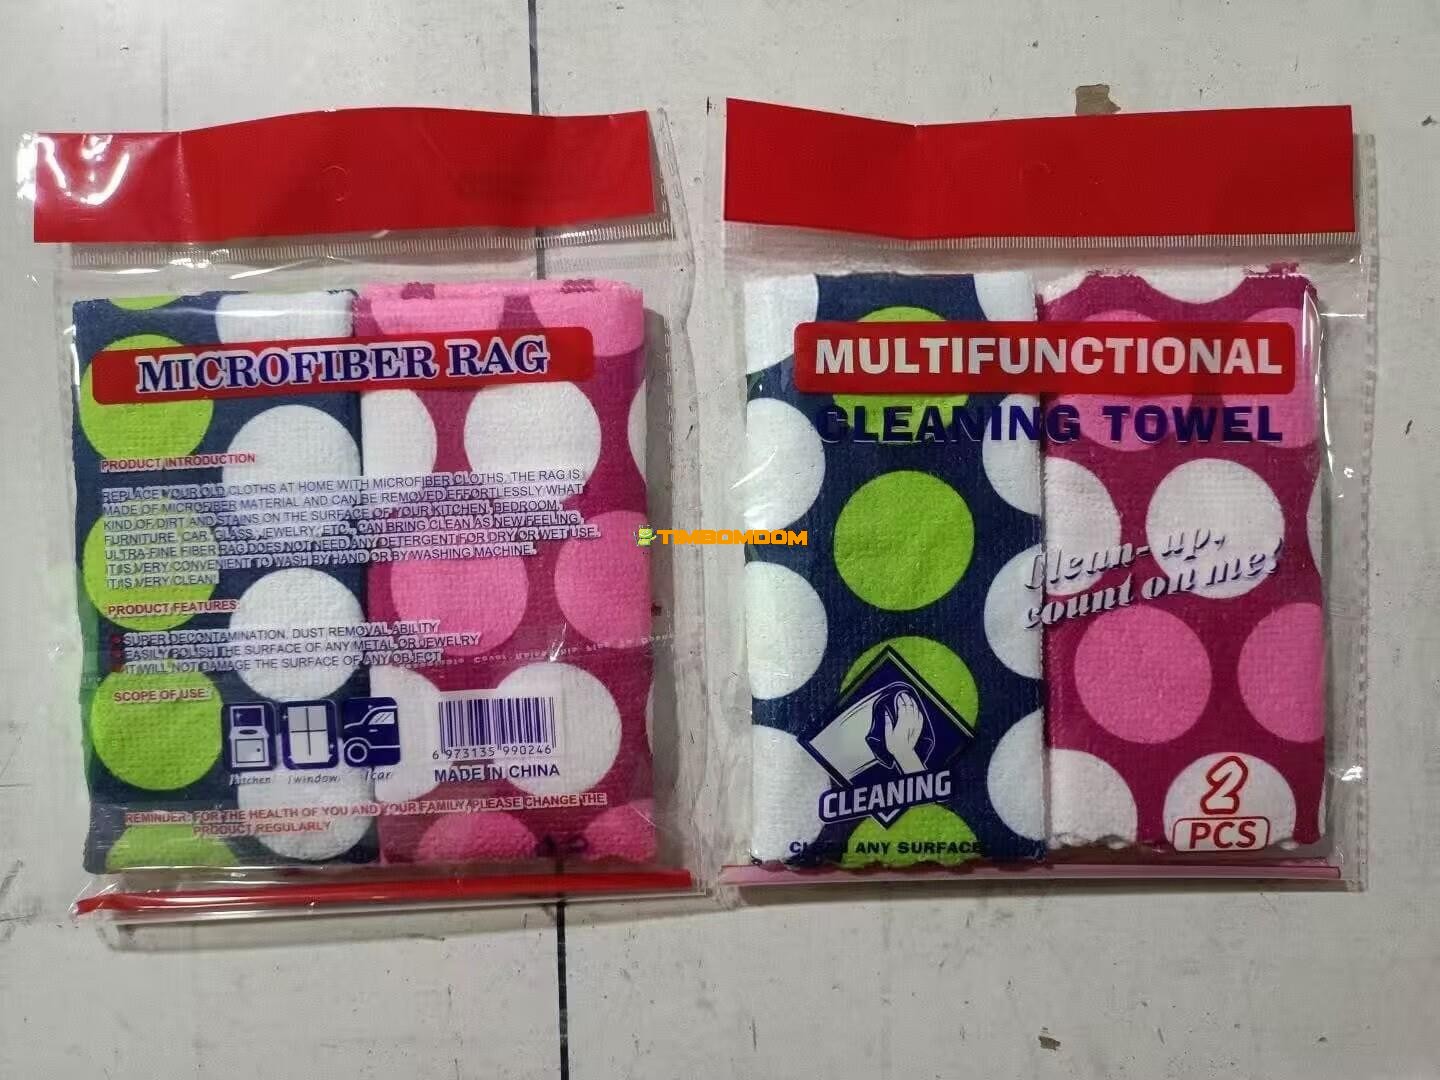 MICROFIBER RAG
PRODUCT INTRODUCTION
REPLACE YOUR OLD CLOTHS AT HOME WITH MICROFIBER CLOTHS, THE RAG IS
MADE OF MICROFIBER MATERIAL AND CAN BE REMOVED EFFORTLESSLY WHAT
KIND OF DIRT AND STAINS ON THE SURFACE OF YOUR KITCHEN, BEDROOM,
FURNITURE, CAR, GLASS, JEWELRY, ETC., CAN BRING CLEAN AS NEW FEELING,
ULTRA-FINE FIBER RAG DOES NOT NEED ANY DETERGENT FOR DRY OR WET USE.
IT IS VERY CONVENIENT TO WASH BY HAND OR BY WASHING MACHINE.
IT IS VERY CLEAN!
PRODUCT FEATURES:
SUPER DECONTAMINATION, DUST REMOVAL ABILITY
EASILY POLISH THE SURFACE OF ANY METAL OR JEWELRY
IT WILL NOT DAMAGE THE SURFACE OF ANY OBJECT
SCOPE OF USE:
kitchen window car
6 973135 990246
MADE IN CHINA
REMINDER: FOR THE HEALTH OF YOU AND YOUR FAMILY, PLEASE CHANGE THE
PRODUCT REGULARLY
TIMBOMOOM
MULTIFUNCTIONAL
CLEANING TOWEL
Clean-up,
count on me!
CLEANING
CLEAN ANY SURFACE
2
PCS